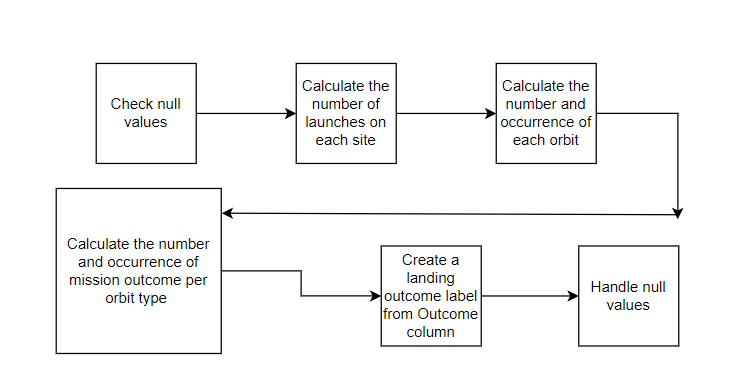 Check null
values
Calculate the
number of
launches on
each site
Calculate the
number and
occurrence of
each orbit
Calculate the number
and occurrence of
mission outcome per
orbit type
Create a
landing
outcome label
from Outcome
column
Handle null
values